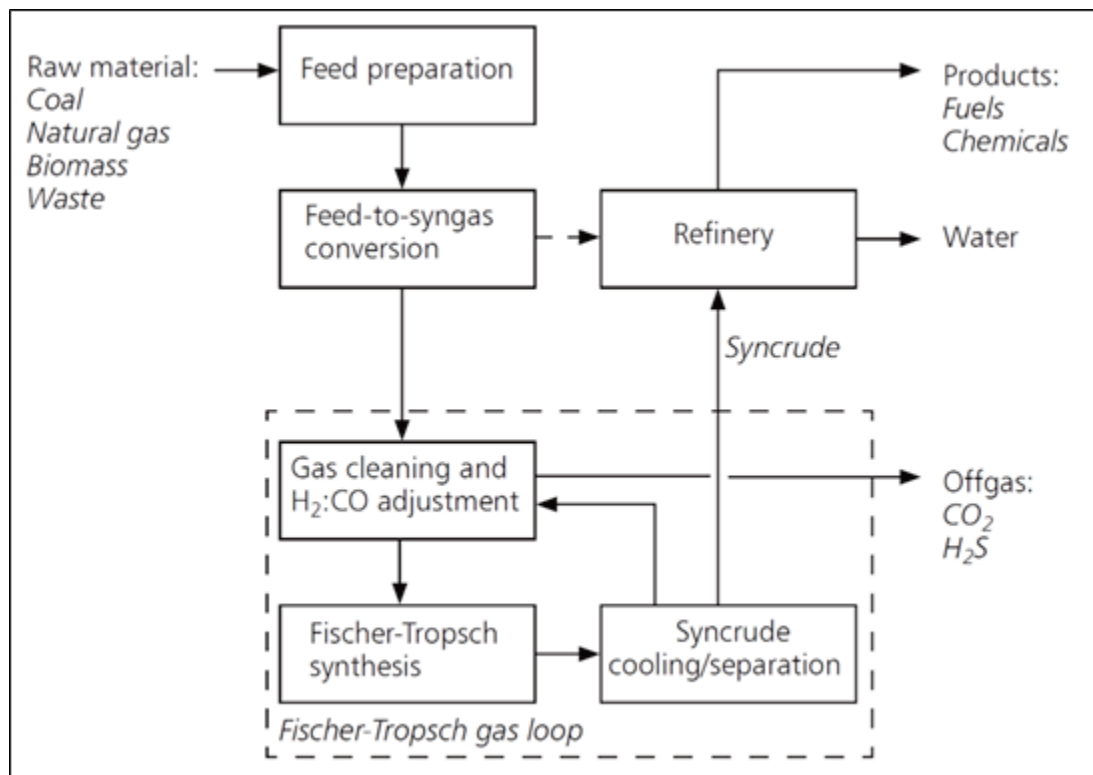 Raw material:
Coal
Natural gas
Biomass
Waste
Feed preparation
Products:
Fuels
Chemicals
Feed-to-syngas
conversion
Refinery
Water
Syncrude
Gas cleaning and
H₂:CO adjustment
Offgas:
CO₂
H₂S
Fischer-Tropsch
synthesis
Syncrude
cooling/separation
Fischer-Tropsch gas loop